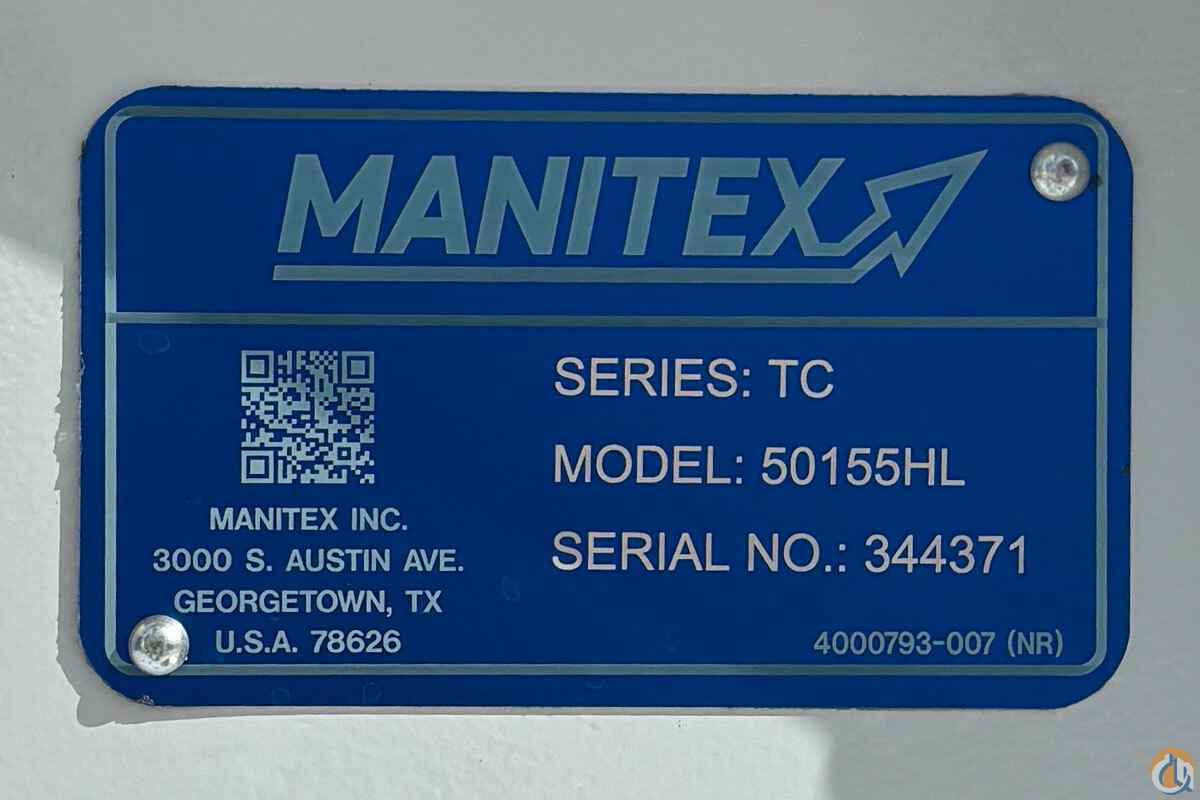 MANITEX
SERIES: TC
MODEL: 50155HL
SERIAL NO.: 344371
MANITEX INC.
3000 S. AUSTIN AVE.
GEORGETOWN, TX
U.S.A. 78626
4000793-007 (NR)